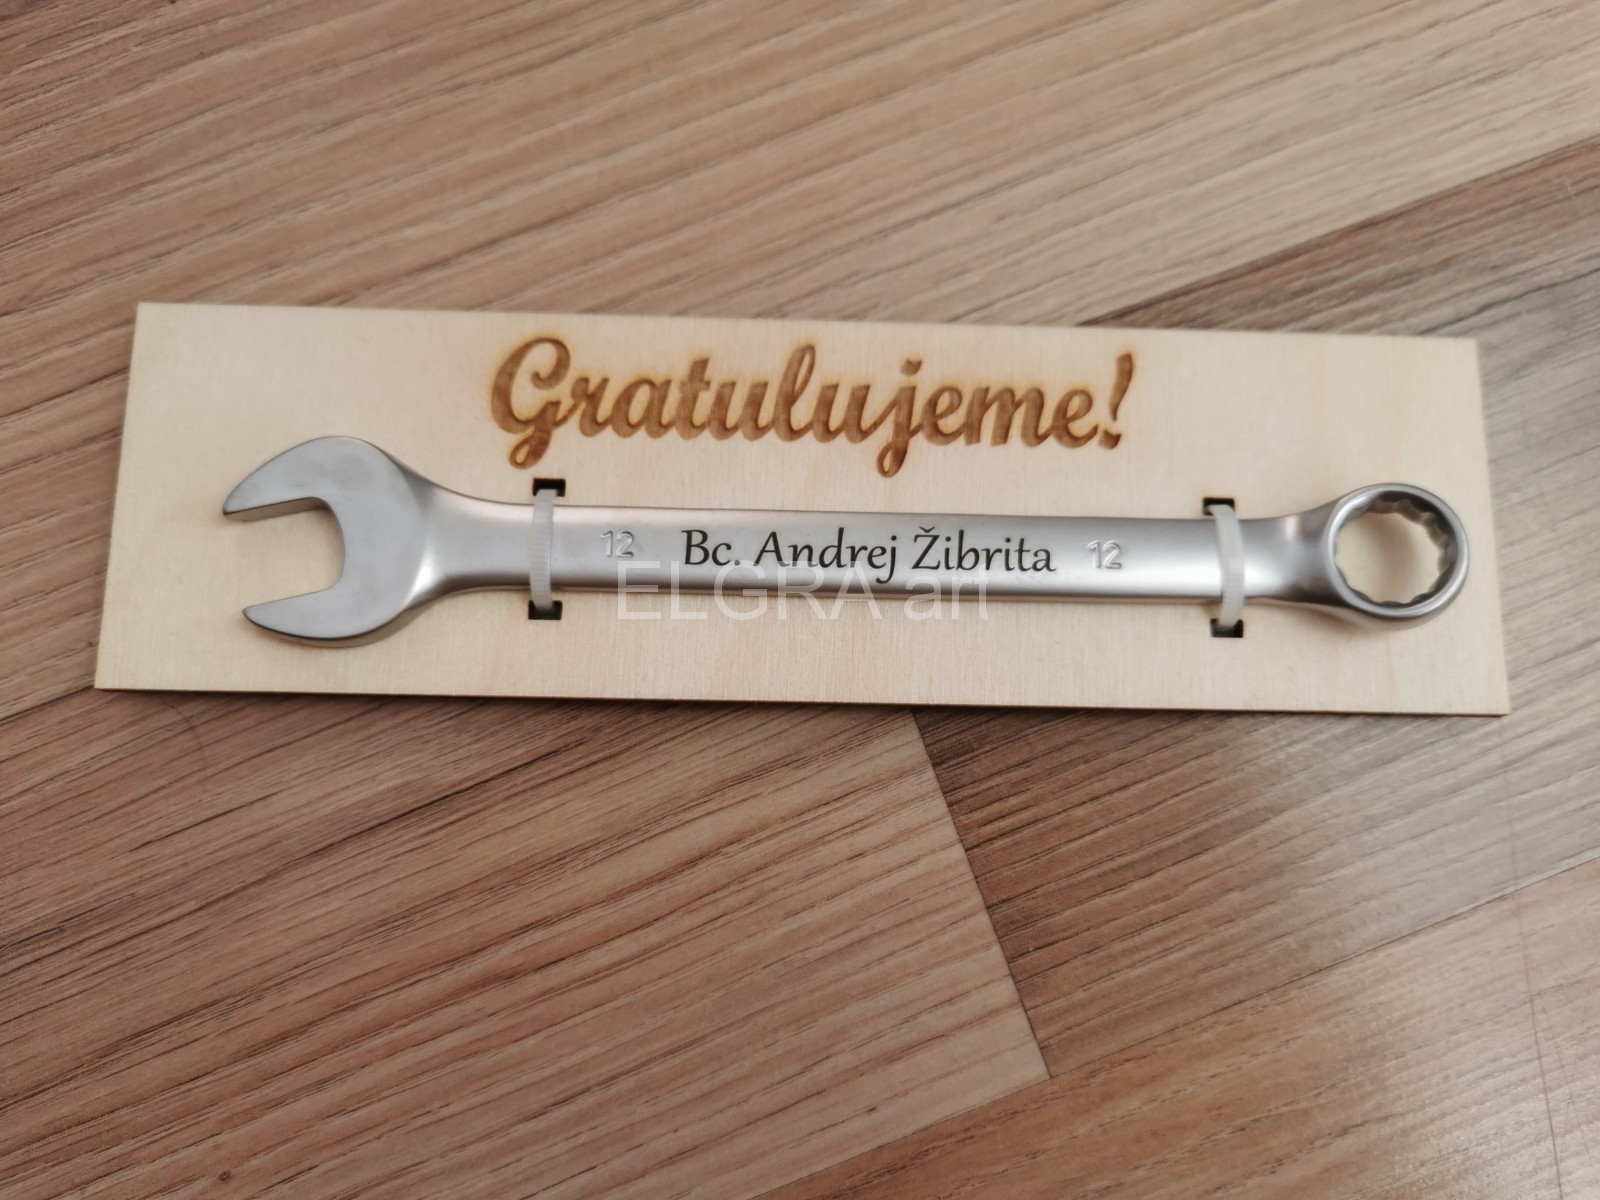 Gratulujeme!
12 Bc. Andrej Žibrita 12
ELGRA art